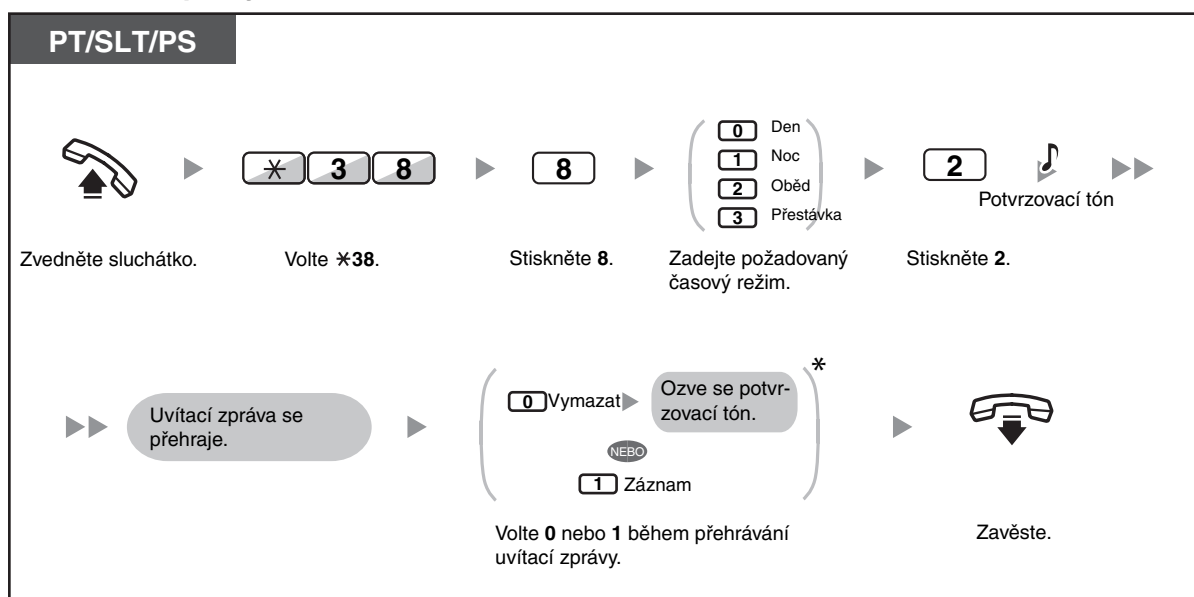 PT/SLT/PS
0 Den
1 Noc
2 Oběd
3 Přestávka
✳ 3 8
8
2
Potvrzovací tón
Zvedněte sluchátko.
Volte ✳38.
Stiskněte 8.
Zadejte požadovaný
časový režim.
Stiskněte 2.
Uvítací zpráva se
přehraje.
0 Vymazat
Ozve se potvr-
zovací tón.
*
NEBO
1 Záznam
Volte 0 nebo 1 během přehrávání
uvítací zprávy.
Zavěste.